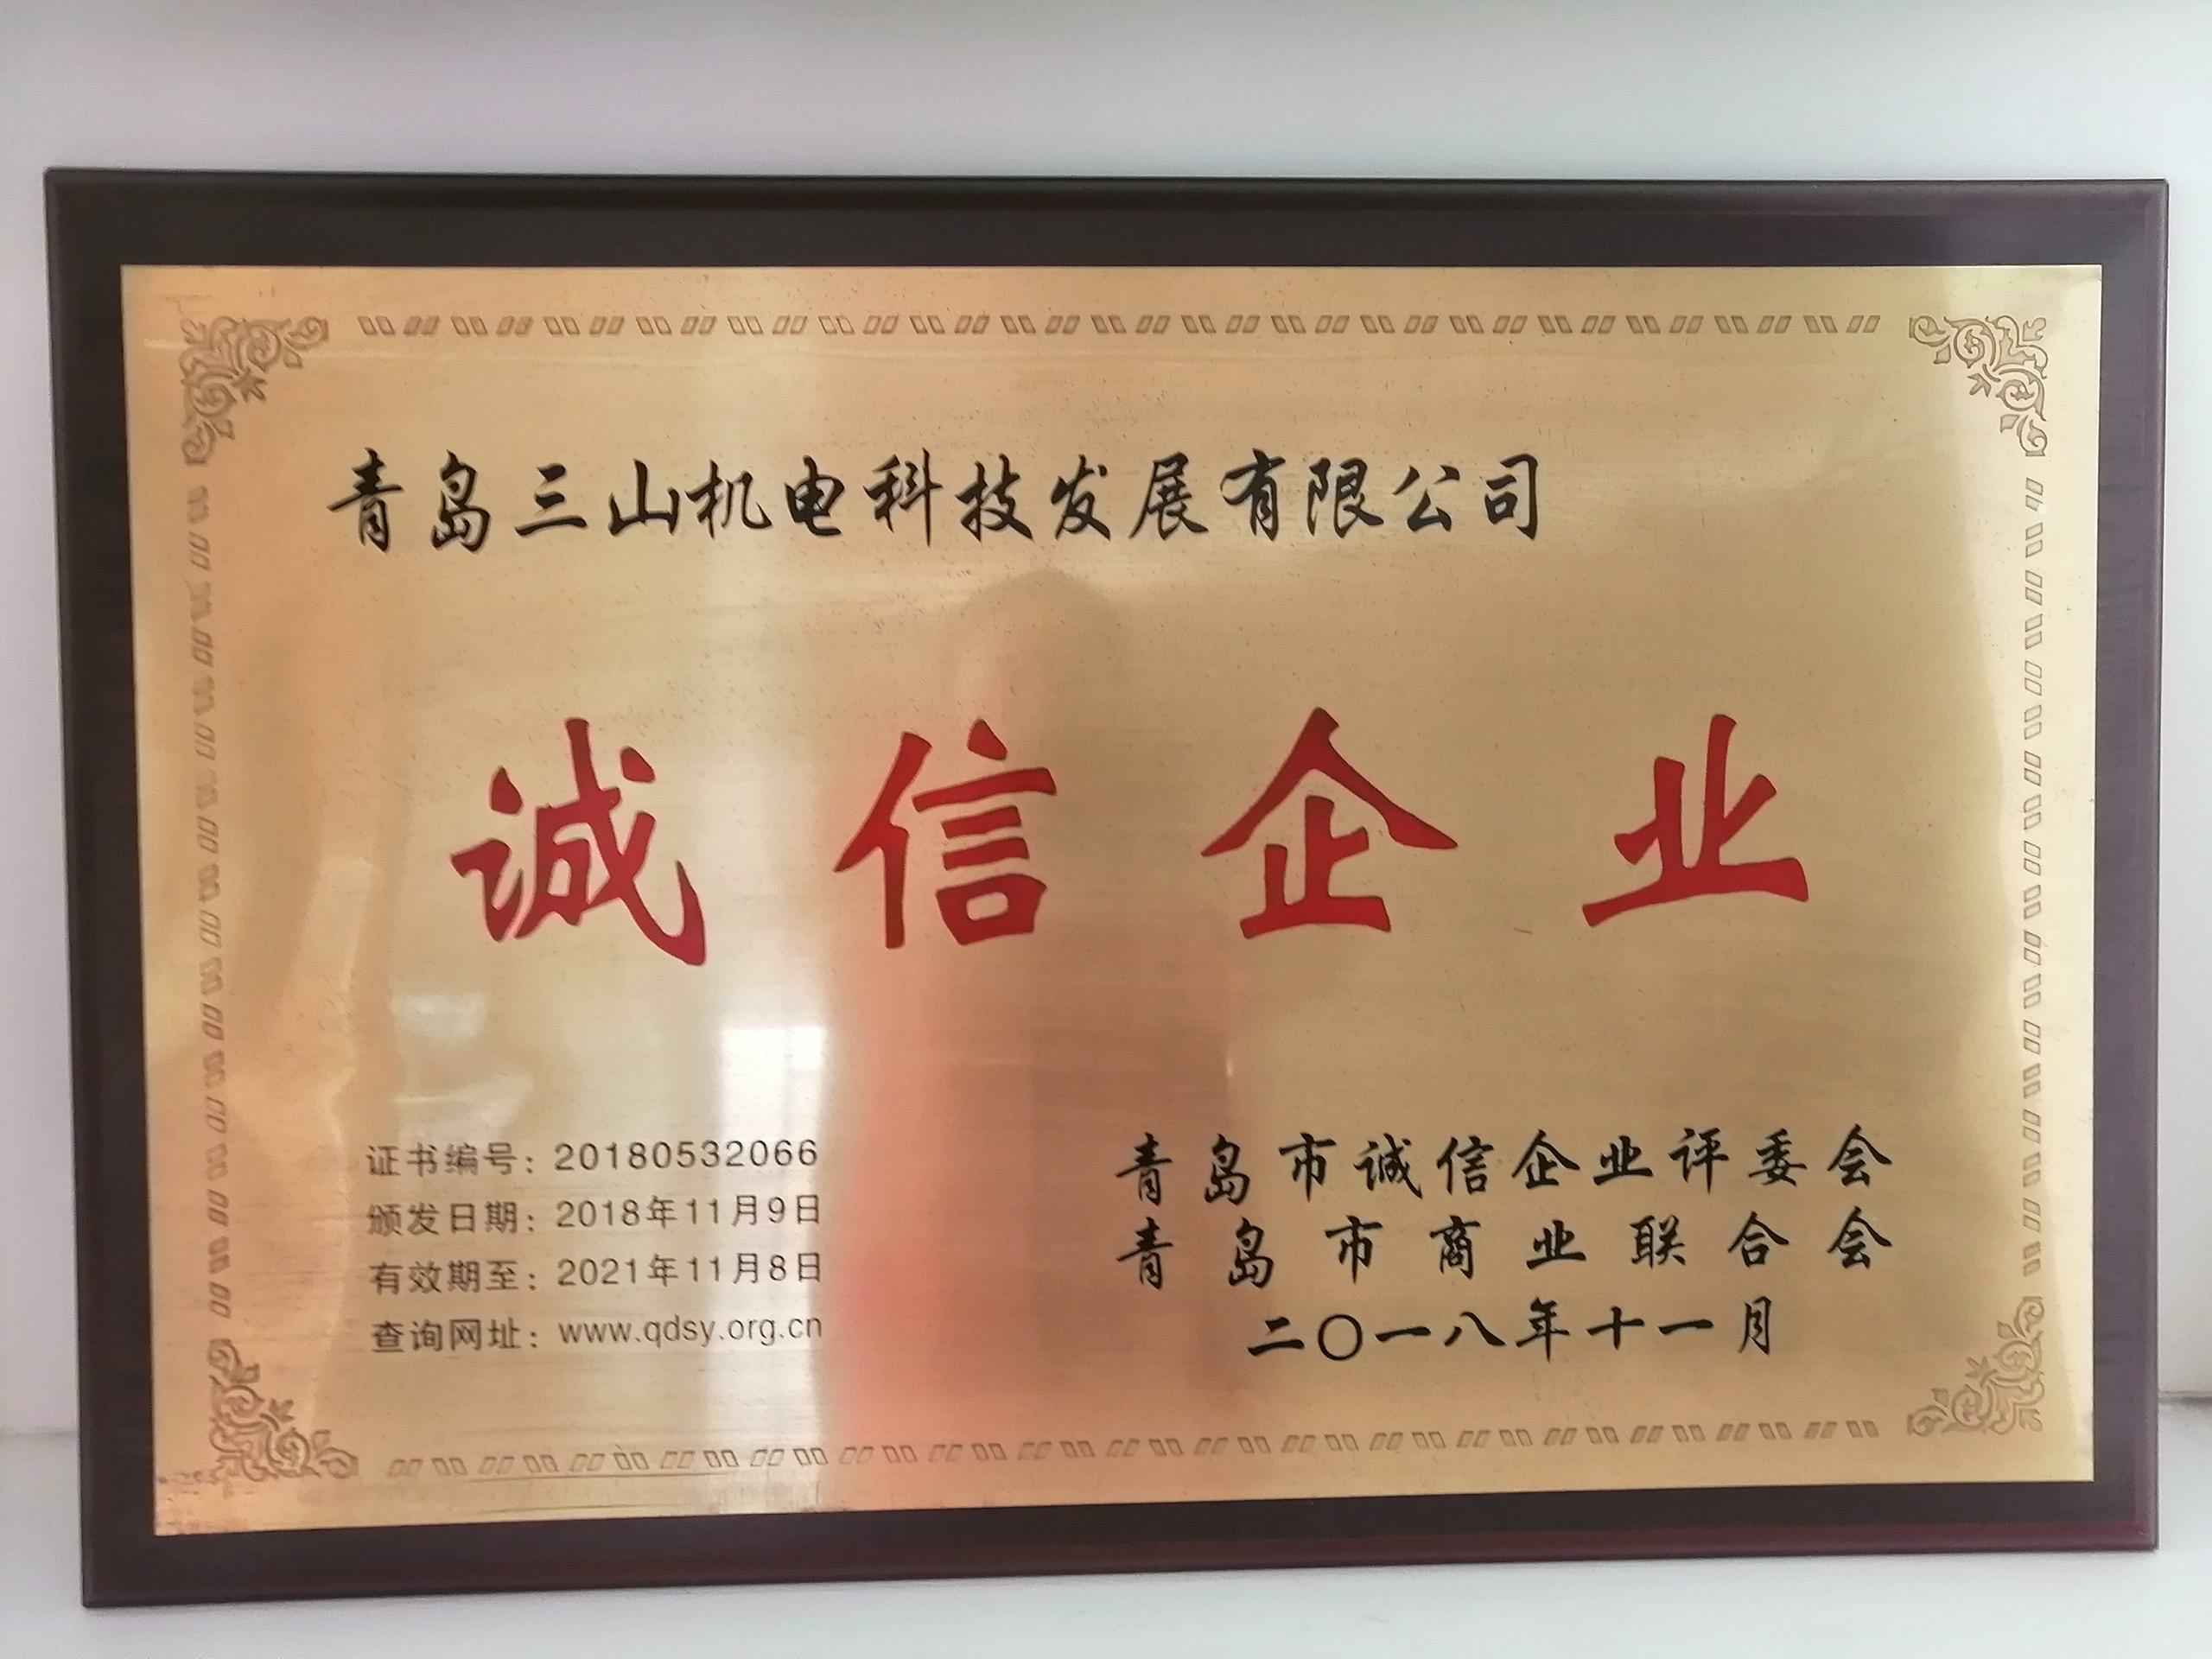 青岛三山机电科技发展有限公司
诚信企业
证书编号：20180532066
颁发日期：2018年11月9日
有效期至：2021年11月8日
查询网址：www.qdsy.org.cn
青岛市诚信企业评委会
青岛市商业联合会
二〇一八年十一月